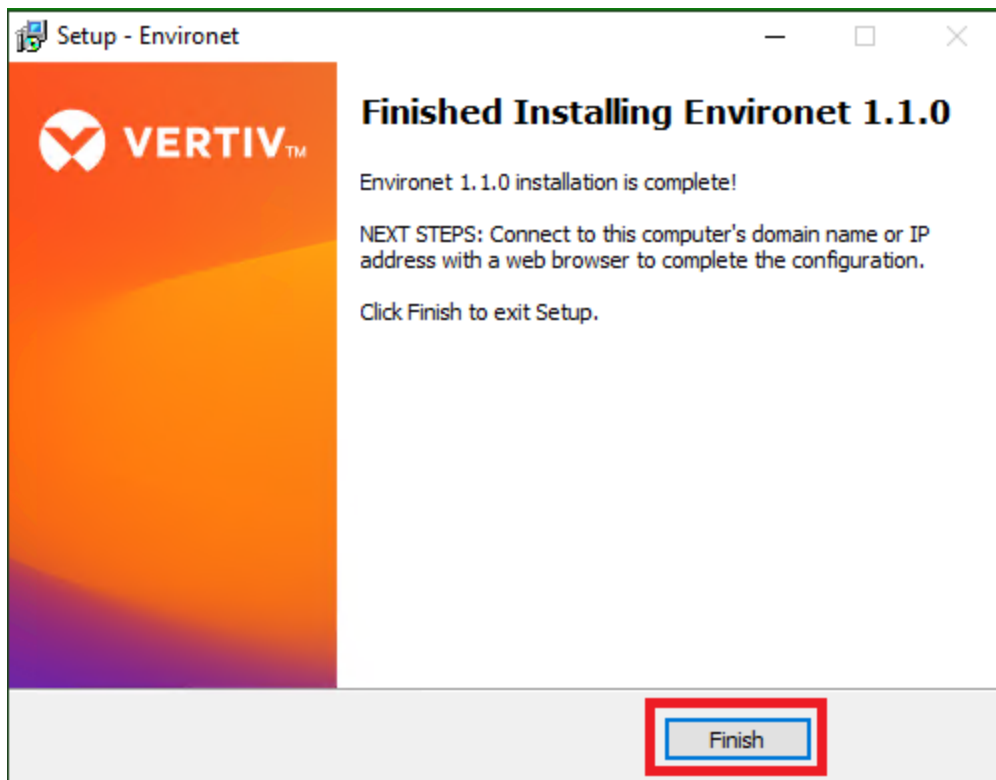 Setup - Environet
VERTIV™
Finished Installing Environet 1.1.0
Environet 1.1.0 installation is complete!
NEXT STEPS: Connect to this computer's domain name or IP
address with a web browser to complete the configuration.
Click Finish to exit Setup.
Finish